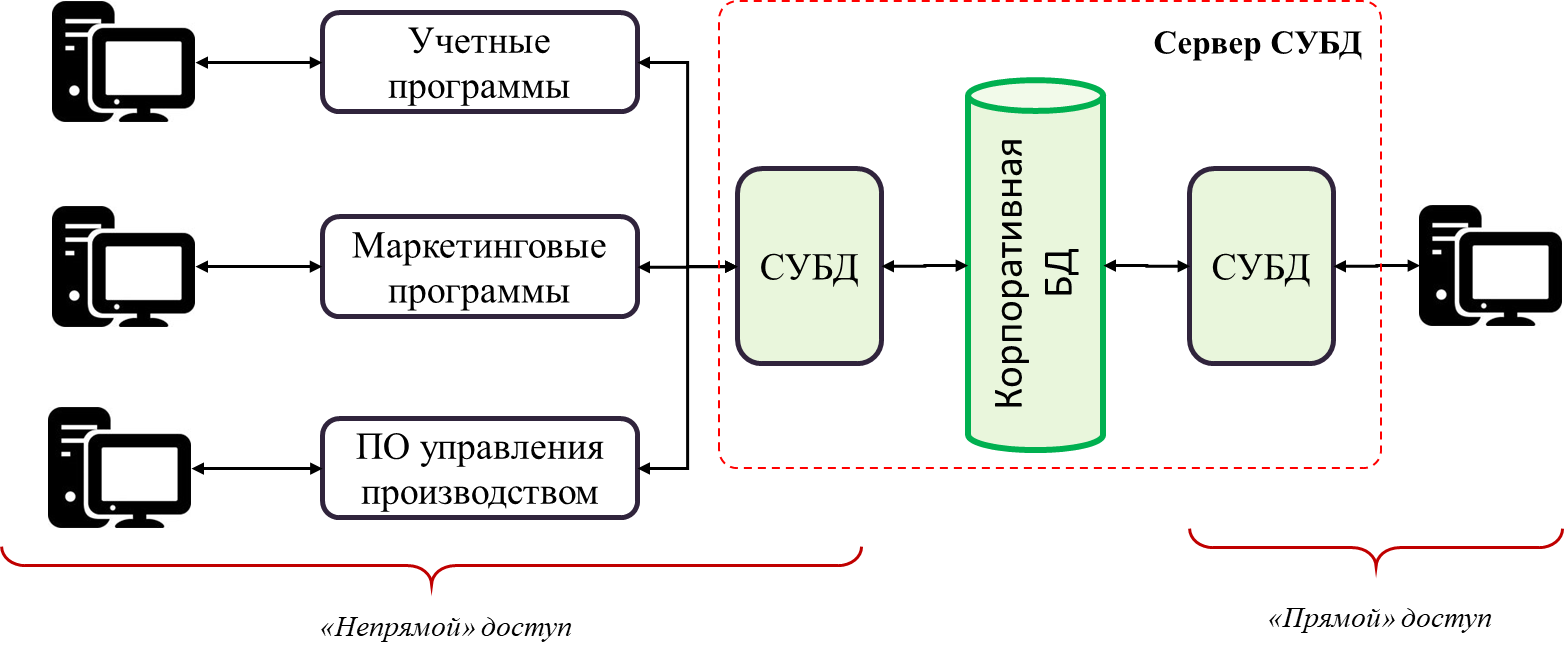 Учетные
программы
Сервер СУБД
Маркетинговые
программы
СУБД
Корпоративная
БД
СУБД
ПО управления
производством
«Непрямой» доступ
«Прямой» доступ